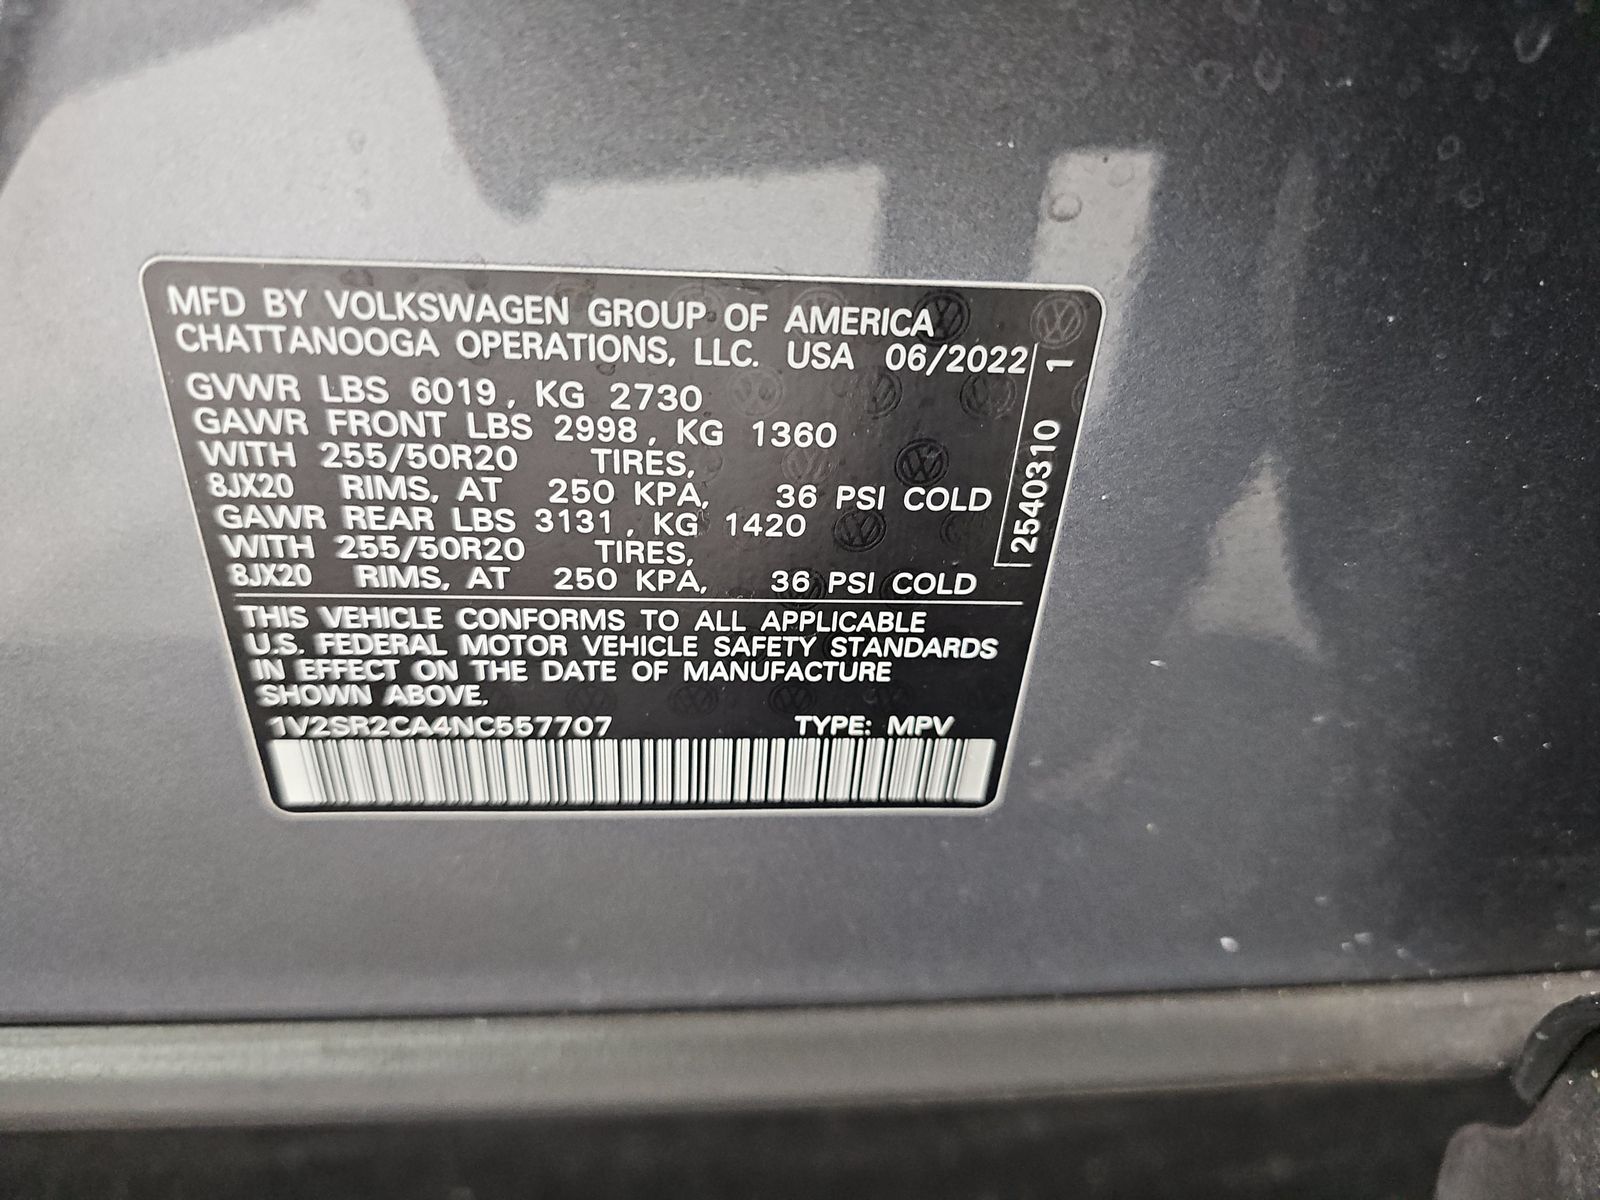 MFD BY VOLKSWAGEN GROUP OF AMERICA
CHATTANOOGA OPERATIONS, LLC. USA 06/2022
GVWR LBS 6019, KG 2730
GAWR FRONT LBS 2998, KG 1360
WITH 255/50R20 TIRES,
8JX20 RIMS, AT 250 KPA, 36 PSI COLD
GAWR REAR LBS 3131, KG 1420
WITH 255/50R20 TIRES,
8JX20 RIMS, AT 250 KPA, 36 PSI COLD
THIS VEHICLE CONFORMS TO ALL APPLICABLE
U.S. FEDERAL MOTOR VEHICLE SAFETY STANDARDS
IN EFFECT ON THE DATE OF MANUFACTURE
SHOWN ABOVE.
1V2SR2CA4NC557707 TYPE: MPV
2540310 1